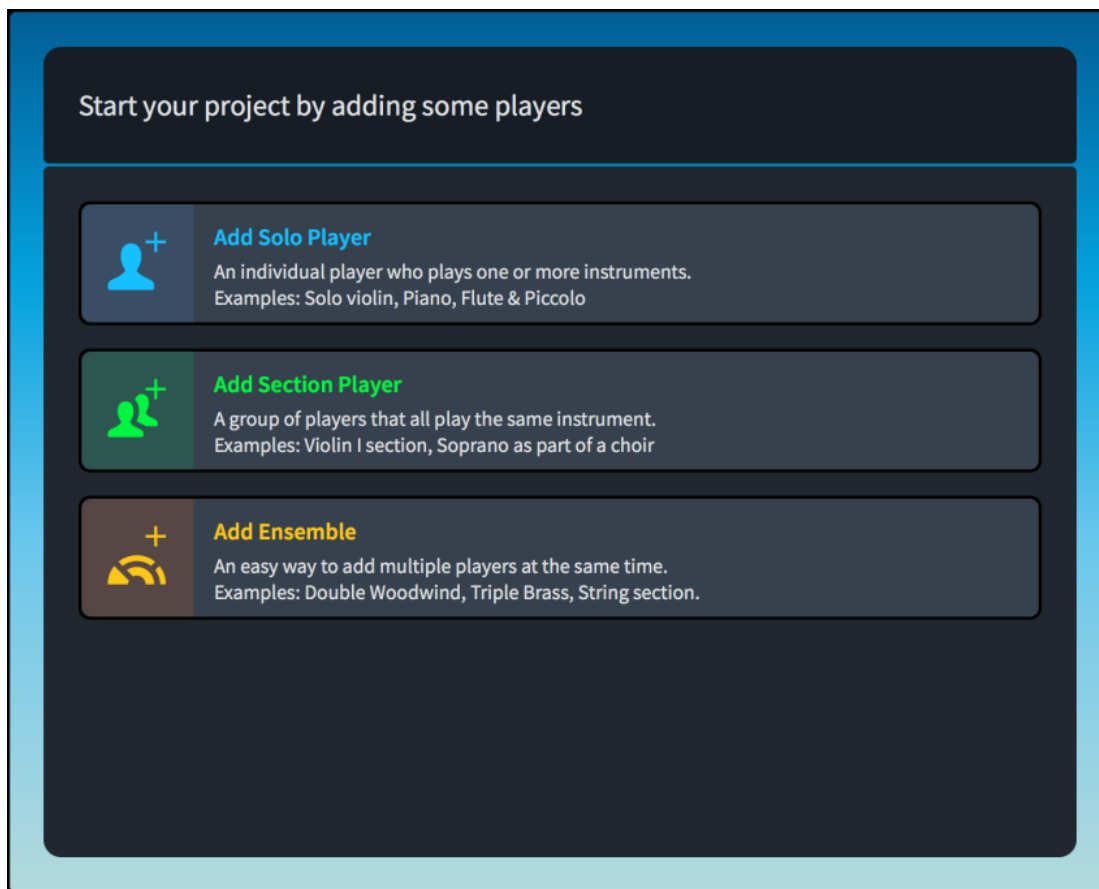 Start your project by adding some players
Add Solo Player
An individual player who plays one or more instruments.
Examples: Solo violin, Piano, Flute & Piccolo
Add Section Player
A group of players that all play the same instrument.
Examples: Violin I section, Soprano as part of a choir
Add Ensemble
An easy way to add multiple players at the same time.
Examples: Double Woodwind, Triple Brass, String section.